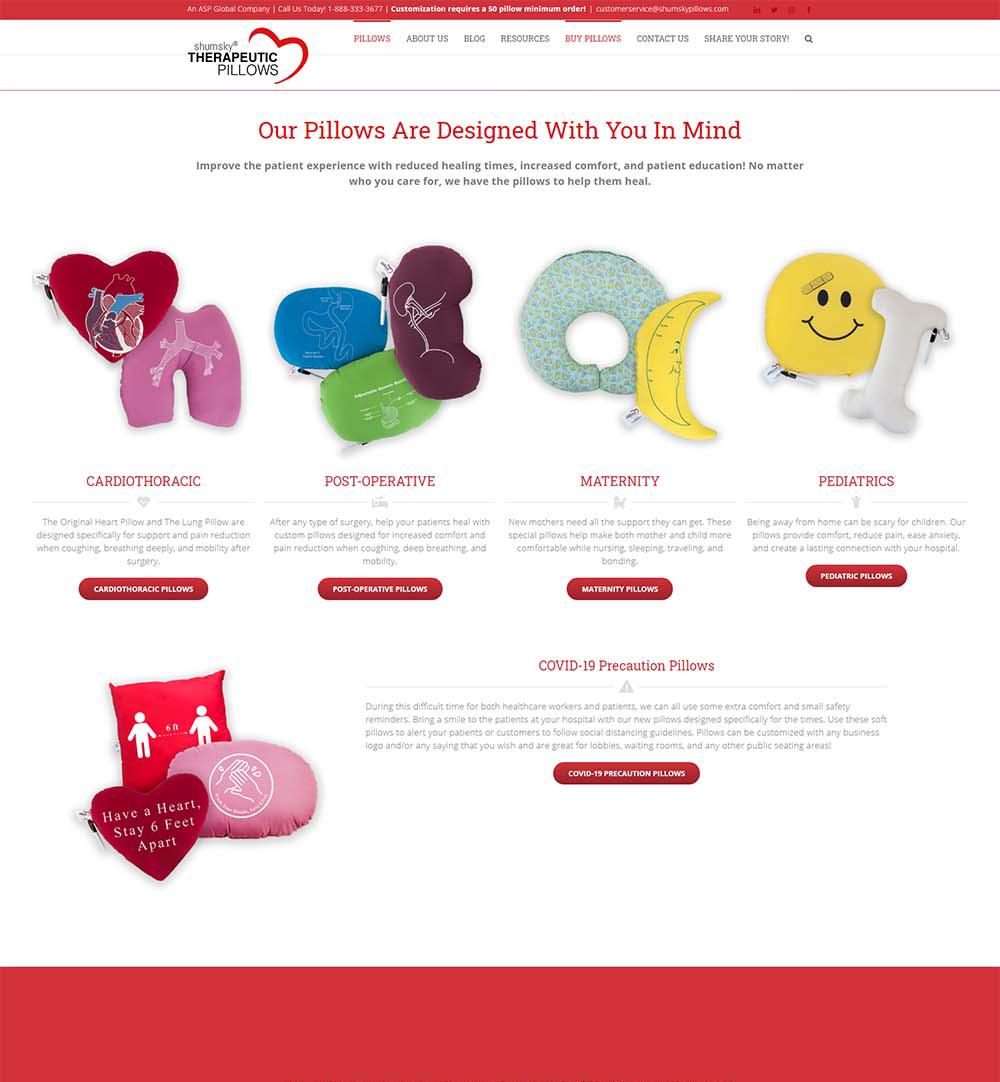 An ASP Global Company | Call Us Today! 1-888-333-3677 | Customization requires a 50 pillow minimum order! | customerservice@shumskypillows.com
shumsky®
THERAPEUTIC
PILLOWS
PILLOWS ABOUT US BLOG RESOURCES BUY PILLOWS CONTACT US SHARE YOUR STORY!
Our Pillows Are Designed With You In Mind
Improve the patient experience with reduced healing times, increased comfort, and patient education! No matter
who you care for, we have the pillows to help them heal.
CARDIOTHORACIC
The Original Heart Pillow and The Lung Pillow are
designed specifically for support and pain reduction
when coughing, breathing deeply, and mobility after
surgery.
CARDIOTHORACIC PILLOWS
POST-OPERATIVE
After any type of surgery, help your patients heal with
custom pillows designed for increased comfort and
pain reduction when coughing, deep breathing, and
mobility.
POST-OPERATIVE PILLOWS
MATERNITY
New mothers need all the support they can get. These
special pillows help make both mother and child more
comfortable while nursing, sleeping, traveling, and
bonding.
MATERNITY PILLOWS
PEDIATRICS
Being away from home can be scary for children. Our
pillows provide comfort, reduce pain, ease anxiety,
and create a lasting connection with your hospital.
PEDIATRIC PILLOWS
6 ft
Have a Heart,
Stay 6 Feet
Apart
COVID-19 Precaution Pillows
During this difficult time for both healthcare workers and patients, we can all use some extra comfort and small safety
reminders. Bring a smile to the patients at your hospital with our new pillows designed specifically for the times. Use these soft
pillows to alert your patients or customers to follow social distancing guidelines. Pillows can be customized with any business
logo and/or any saying that you wish and are great for lobbies, waiting rooms, and any other public seating areas!
COVID-19 PRECAUTION PILLOWS